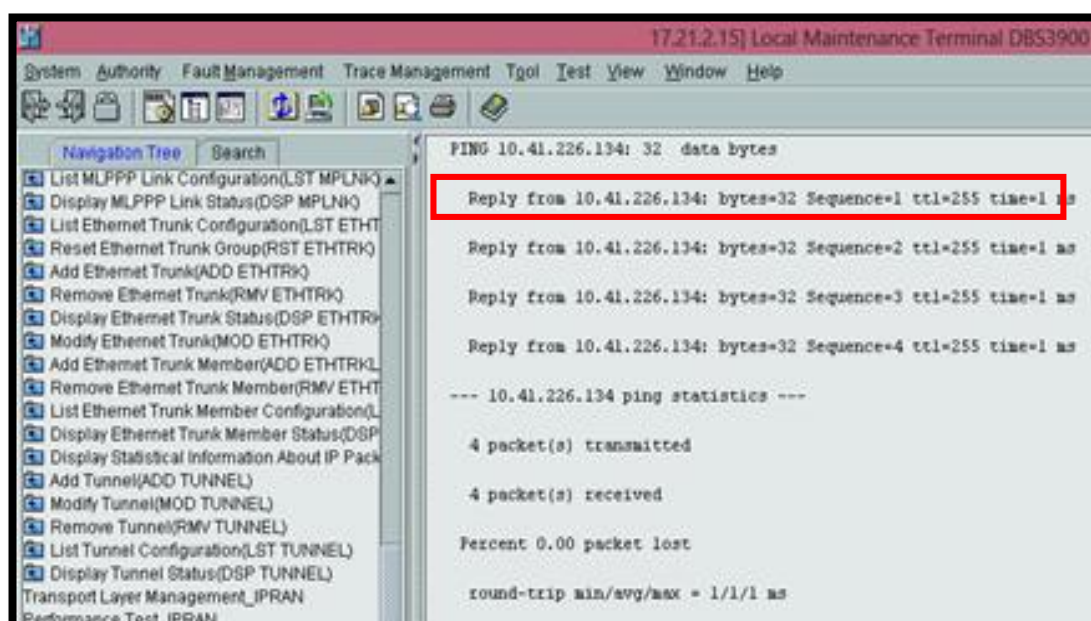 17.21.2.15] Local Maintenance Terminal DBS3900
System Authority Fault Management Trace Management Tool Test View Window Help
Navigation Tree Search
List MLPPP Link Configuration(LST MPLNK)
Display MLPPP Link Status(DSP MPLNK)
List Ethernet Trunk Configuration(LST ETHT
Reset Ethernet Trunk Group(RST ETHTRK)
Add Ethernet Trunk(ADD ETHTRK)
Remove Ethernet Trunk(RMV ETHTRK)
Display Ethernet Trunk Status(DSP ETHTRK
Modify Ethernet Trunk(MOD ETHTRK)
Add Ethernet Trunk Member(ADD ETHTRKL
Remove Ethernet Trunk Member(RMV ETHT
List Ethernet Trunk Member Configuration(L
Display Ethernet Trunk Member Status(DSP
Display Statistical Information About IP Pack
Add Tunnel(ADD TUNNEL)
Modify Tunnel(MOD TUNNEL)
Remove Tunnel(RMV TUNNEL)
List Tunnel Configuration(LST TUNNEL)
Display Tunnel Status(DSP TUNNEL)
Transport Layer Management_IPRAN
Performance Test_IPRAN
PING 10.41.226.134: 32 data bytes
Reply from 10.41.226.134: bytes=32 Sequence=1 ttl=255 time=1 ms
Reply from 10.41.226.134: bytes=32 Sequence=2 ttl=255 time=1 ms
Reply from 10.41.226.134: bytes=32 Sequence=3 ttl=255 time=1 ms
Reply from 10.41.226.134: bytes=32 Sequence=4 ttl=255 time=1 ms
--- 10.41.226.134 ping statistics ---
4 packet(s) transmitted
4 packet(s) received
Percent 0.00 packet lost
round-trip min/avg/max = 1/1/1 ms